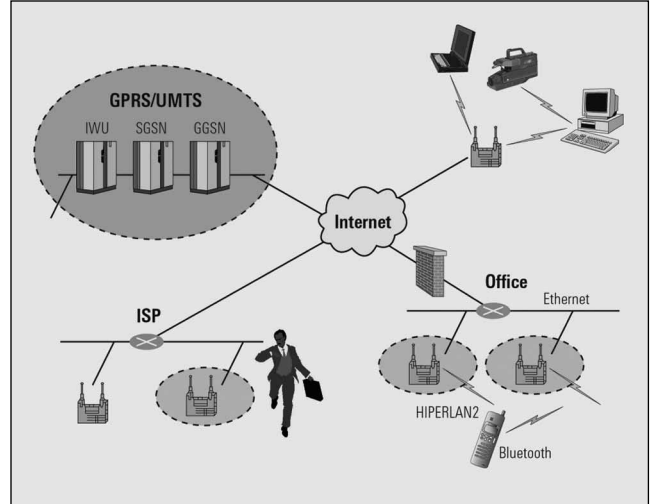 GPRS/UMTS
IWU SGSN GGSN
Internet
Office
Ethernet
ISP
HIPERLAN2
Bluetooth